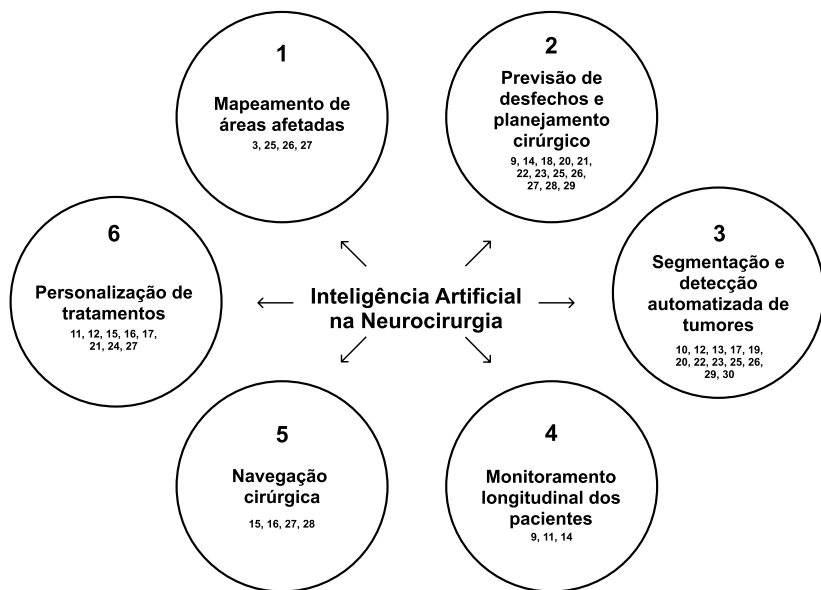 1
Mapeamento de
áreas afetadas
3, 25, 26, 27
2
Previsão de
desfechos e
planejamento
cirúrgico
9, 14, 18, 20, 21,
22, 23, 25, 26,
27, 28, 29
3
Segmentação e
detecção
automatizada de
tumores
10, 12, 13, 17, 19,
20, 22, 23, 25, 26,
29, 30
4
Monitoramento
longitudinal dos
pacientes
9, 11, 14
5
Navegação
cirúrgica
15, 16, 27, 28
6
Personalização de
tratamentos
11, 12, 15, 16, 17,
21, 24, 27
Inteligência Artificial
na Neurocirurgia